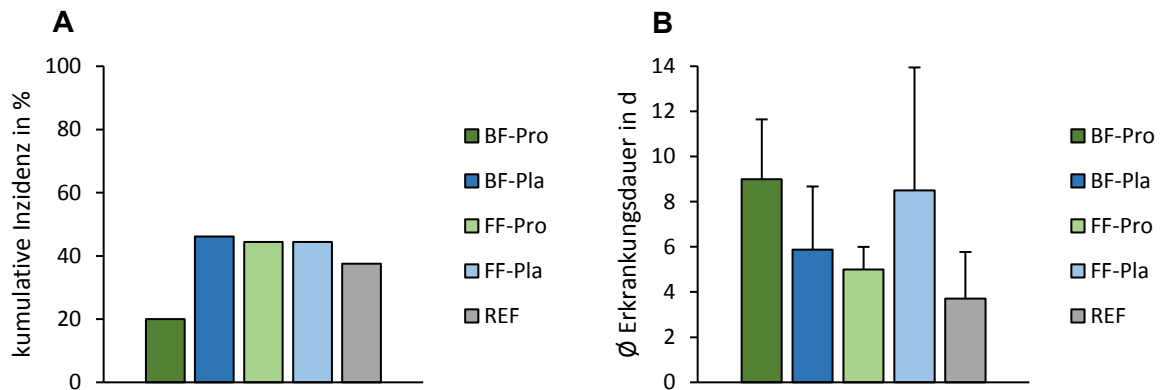 A
kumulative Inzidenz in %
100
80
60
40
20
0
BF-Pro
BF-Pla
FF-Pro
FF-Pla
REF
B
Ø Erkrankungsdauer in d
14
12
10
8
6
4
2
0
BF-Pro
BF-Pla
FF-Pro
FF-Pla
REF